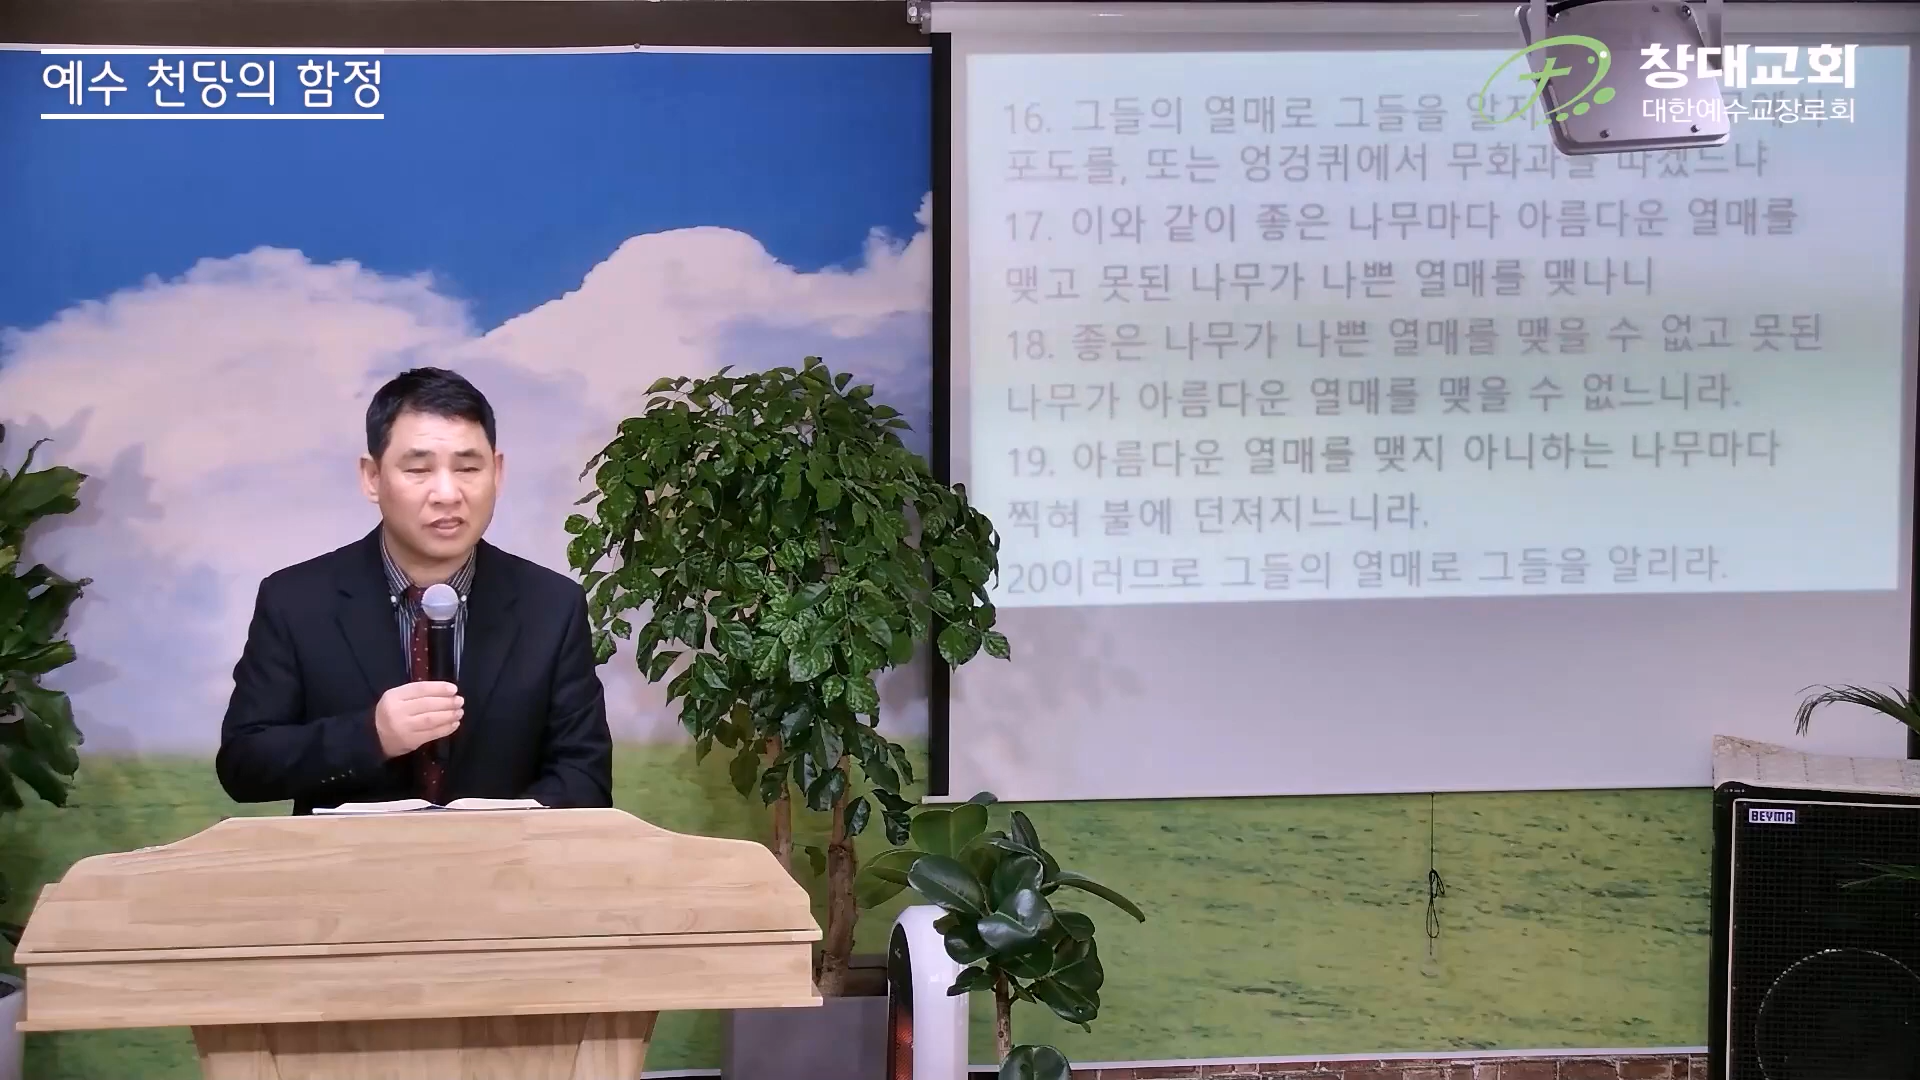 예수 천당의 함정
창대교회
대한예수교장로회
16. 그들의 열매로 그들을 알지
포도를, 또는 엉겅퀴에서 무화과를 따겠느냐
17. 이와 같이 좋은 나무마다 아름다운 열매를
맺고 못된 나무가 나쁜 열매를 맺나니
18. 좋은 나무가 나쁜 열매를 맺을 수 없고 못된
나무가 아름다운 열매를 맺을 수 없느니라.
19. 아름다운 열매를 맺지 아니하는 나무마다
찍혀 불에 던져지느니라.
20이러므로 그들의 열매로 그들을 알리라.
BEYMA